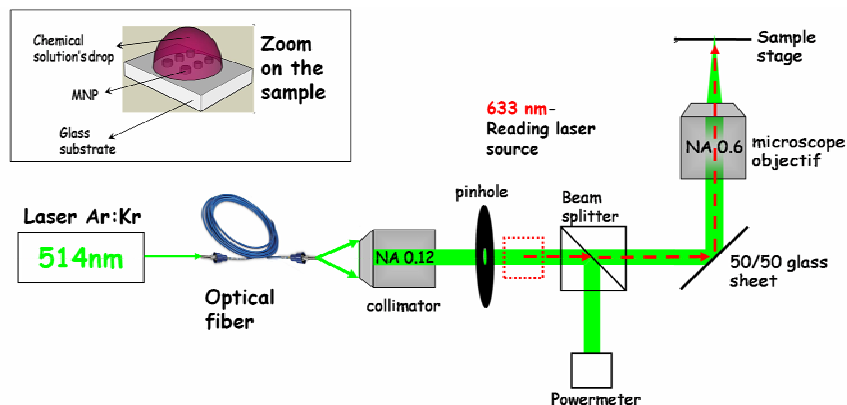 Chemical
solution's drop
MNP
Glass
substrate
Zoom
on the
sample
Sample
stage
633 nm-
Reading laser
source
NA 0.6
microscope
objectif
Laser Ar:Kr
514nm
Optical
fiber
NA 0.12
collimator
pinhole
Beam
splitter
50/50 glass
sheet
Powermeter